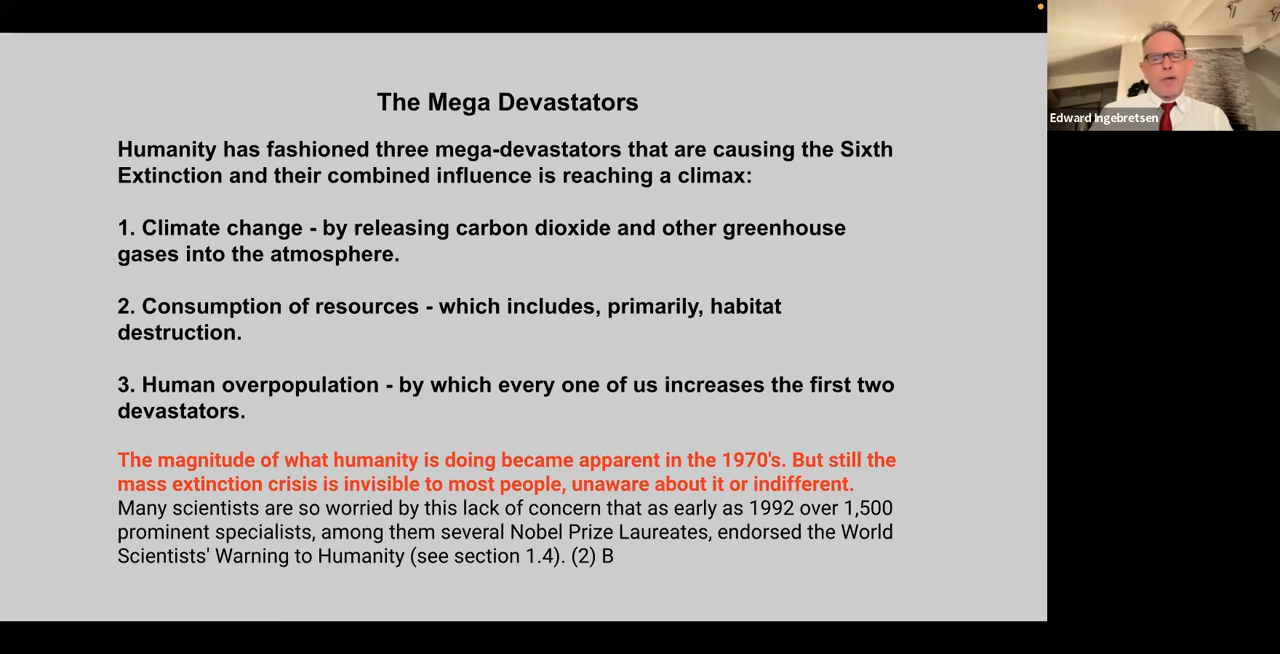 The Mega Devastators
Humanity has fashioned three mega-devastators that are causing the Sixth
Extinction and their combined influence is reaching a climax:
1. Climate change - by releasing carbon dioxide and other greenhouse
gases into the atmosphere.
2. Consumption of resources - which includes, primarily, habitat
destruction.
3. Human overpopulation - by which every one of us increases the first two
devastators.
The magnitude of what humanity is doing became apparent in the 1970's. But still the
mass extinction crisis is invisible to most people, unaware about it or indifferent.
Many scientists are so worried by this lack of concern that as early as 1992 over 1,500
prominent specialists, among them several Nobel Prize Laureates, endorsed the World
Scientists' Warning to Humanity (see section 1.4). (2) B
Edward Ingebretsen